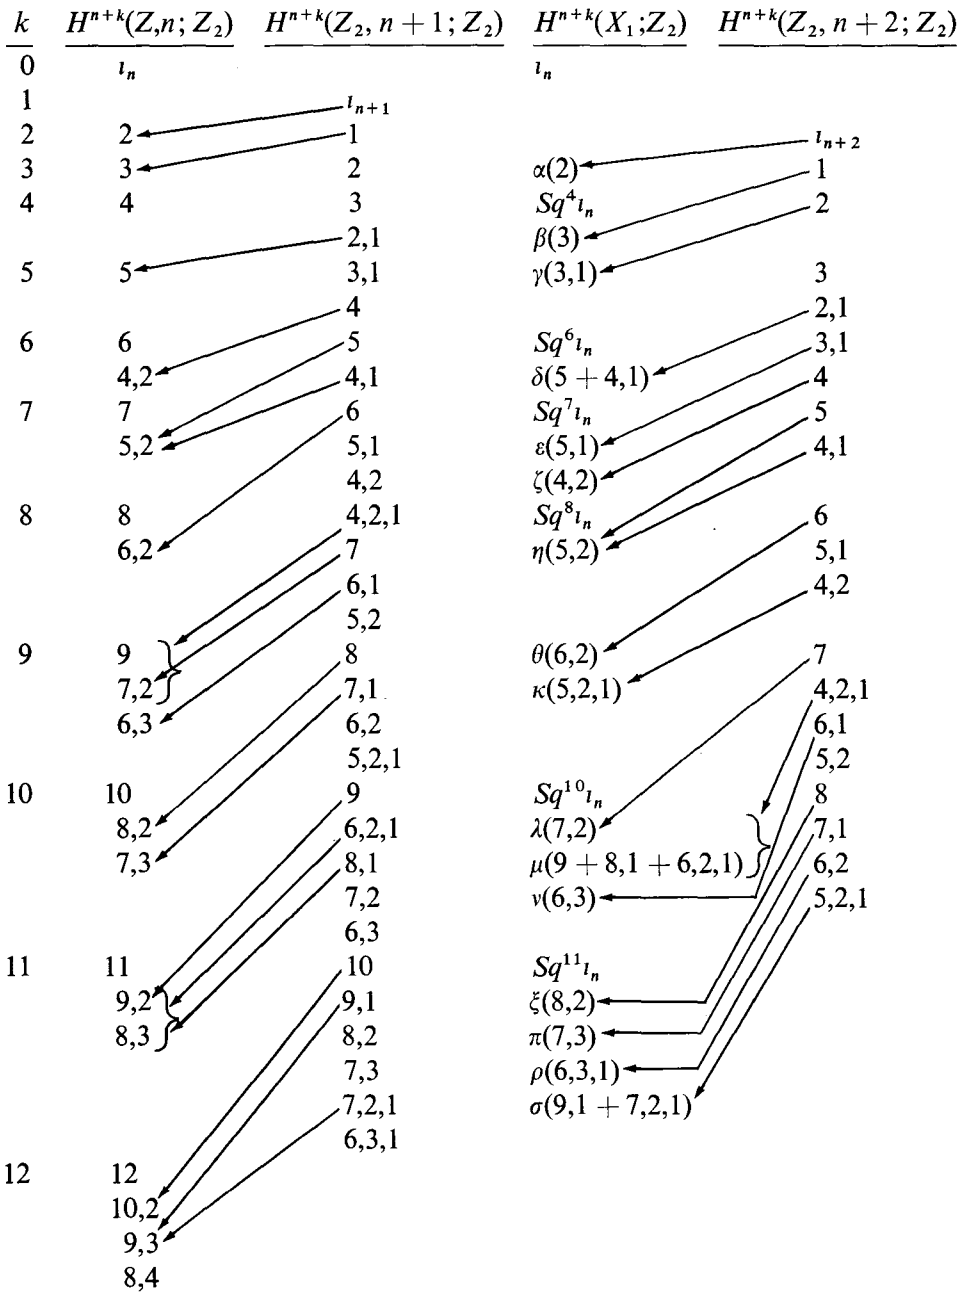 k H^{n+k}(Z,n; Z_2) H^{n+k}(Z_2, n + 1; Z_2) H^{n+k}(X_1;Z_2) H^{n+k}(Z_2, n + 2; Z_2)
0 ι_n ι_n
1 ι_{n+1}
2 2 1 ι_{n+2}
3 3 2 α(2) 1
4 4 3 Sq^4ι_n 2
2,1 β(3)
5 5 3,1 γ(3,1) 3
4 2,1
6 6 5 Sq^6ι_n 3,1
4,2 4,1 δ(5 + 4,1) 4
7 7 6 Sq^7ι_n 5
5,2 5,1 ε(5,1) 4,1
4,2 ζ(4,2)
8 8 4,2,1 Sq^8ι_n 6
6,2 7 η(5,2) 5,1
6,1 4,2
5,2
9 9 8 θ(6,2) 7
7,2 7,1 κ(5,2,1) 4,2,1
6,3 6,2 6,1
5,2,1 5,2
10 10 9 Sq^{10}ι_n 8
8,2 6,2,1 λ(7,2) 7,1
7,3 8,1 μ(9 + 8,1 + 6,2,1) 6,2
7,2 ν(6,3) 5,2,1
6,3
11 11 10 Sq^{11}ι_n
9,2 9,1 ξ(8,2)
8,3 8,2 π(7,3)
7,3 ρ(6,3,1)
7,2,1 σ(9,1 + 7,2,1)
6,3,1
12 12
10,2
9,3
8,4